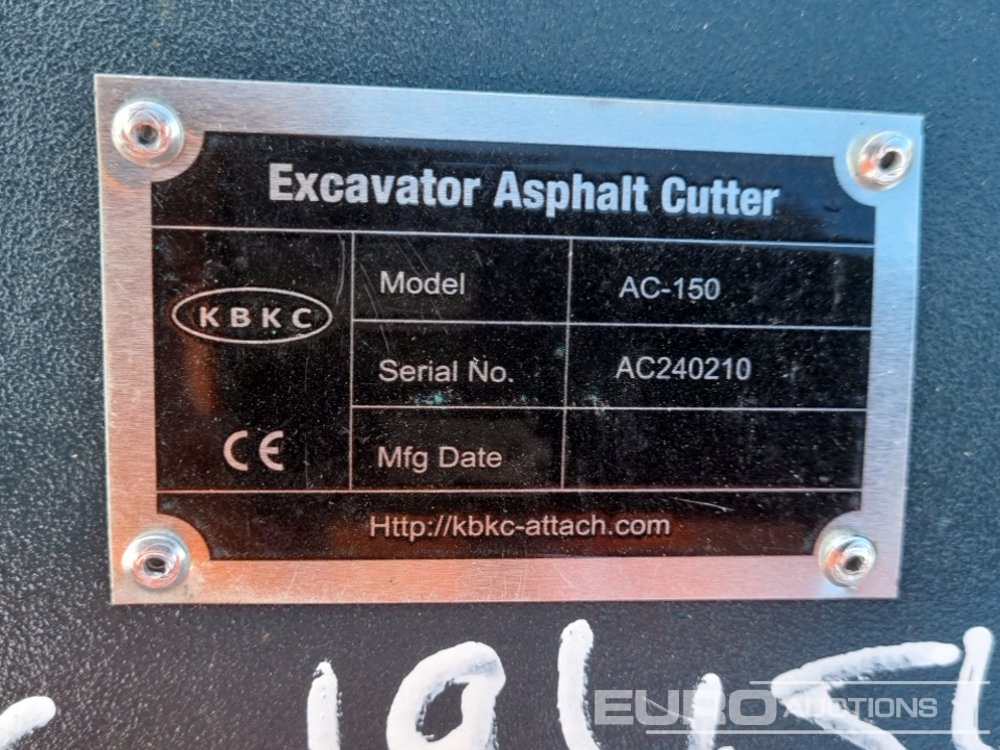 Excavator Asphalt Cutter
KBKC
Model AC-150
Serial No. AC240210
CE
Mfg Date
Http://kbkc-attach.com
EURO AUCTIONS